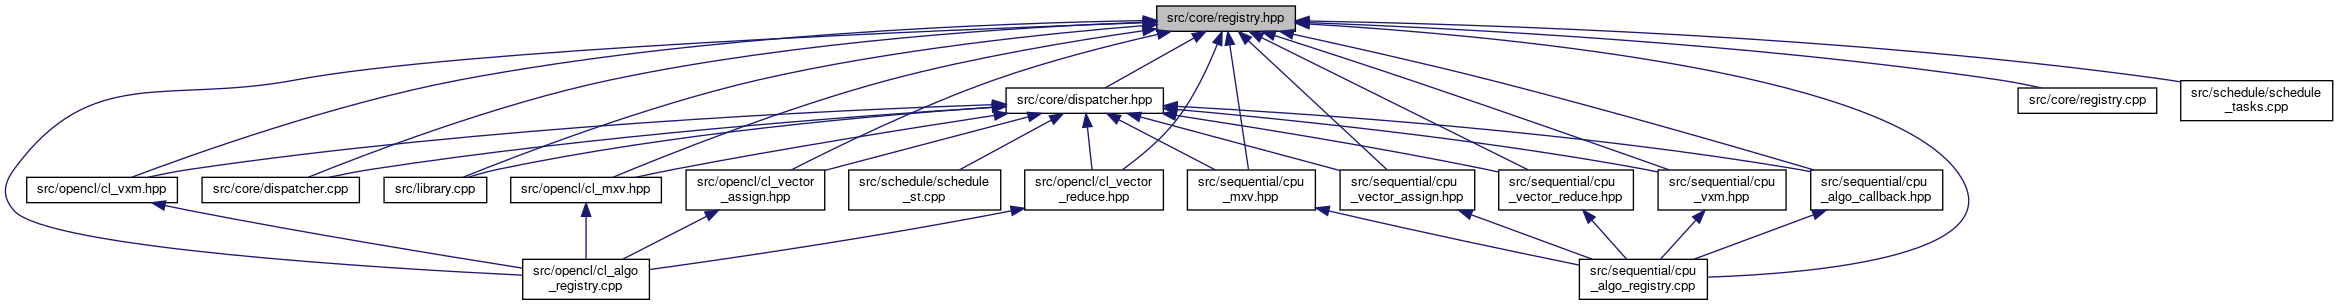 src/core/registry.hpp
src/core/dispatcher.hpp
src/core/registry.cpp
src/schedule/schedule
_tasks.cpp
src/opencl/cl_vxm.hpp
src/core/dispatcher.cpp
src/library.cpp
src/opencl/cl_mxv.hpp
src/opencl/cl_vector
_assign.hpp
src/schedule/schedule
_st.cpp
src/opencl/cl_vector
_reduce.hpp
src/sequential/cpu
_mxv.hpp
src/sequential/cpu
_vector_assign.hpp
src/sequential/cpu
_vector_reduce.hpp
src/sequential/cpu
_vxm.hpp
src/sequential/cpu
_algo_callback.hpp
src/opencl/cl_algo
_registry.cpp
src/sequential/cpu
_algo_registry.cpp